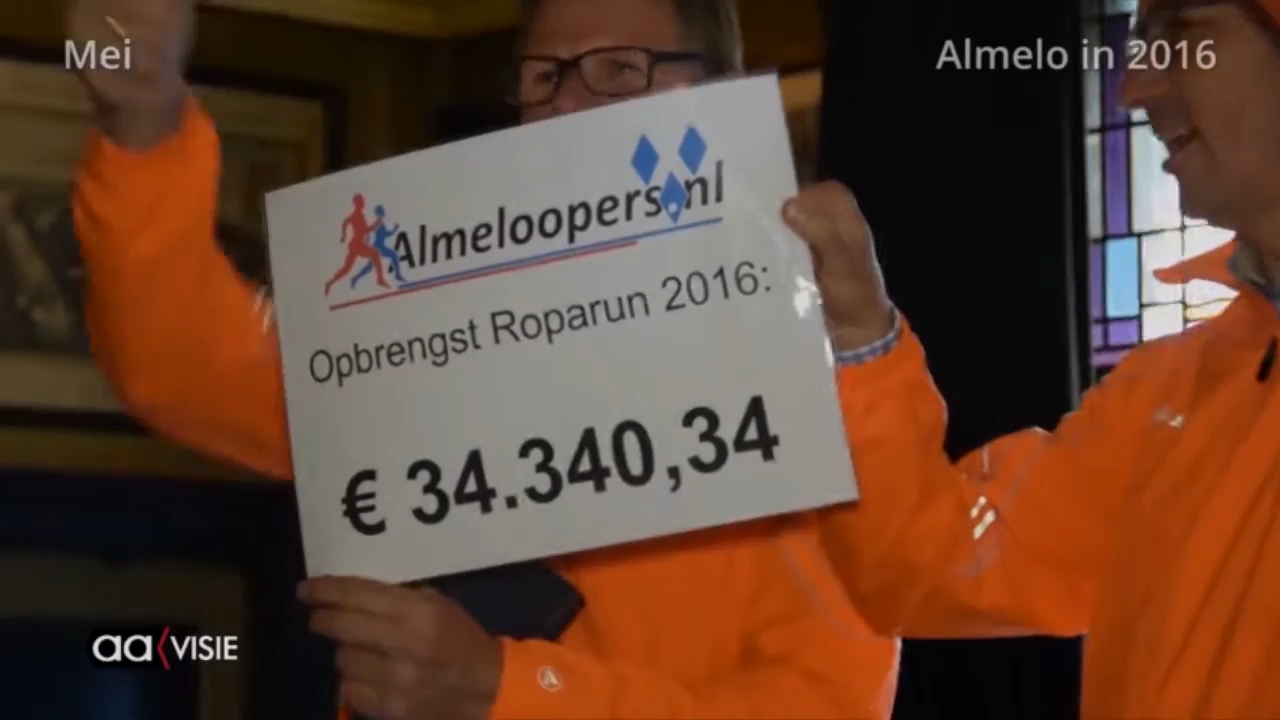 Mei
Almelo in 2016
Almeloopers.nl
Opbrengst Roparun 2016:
€ 34.340,34
aa VISIE